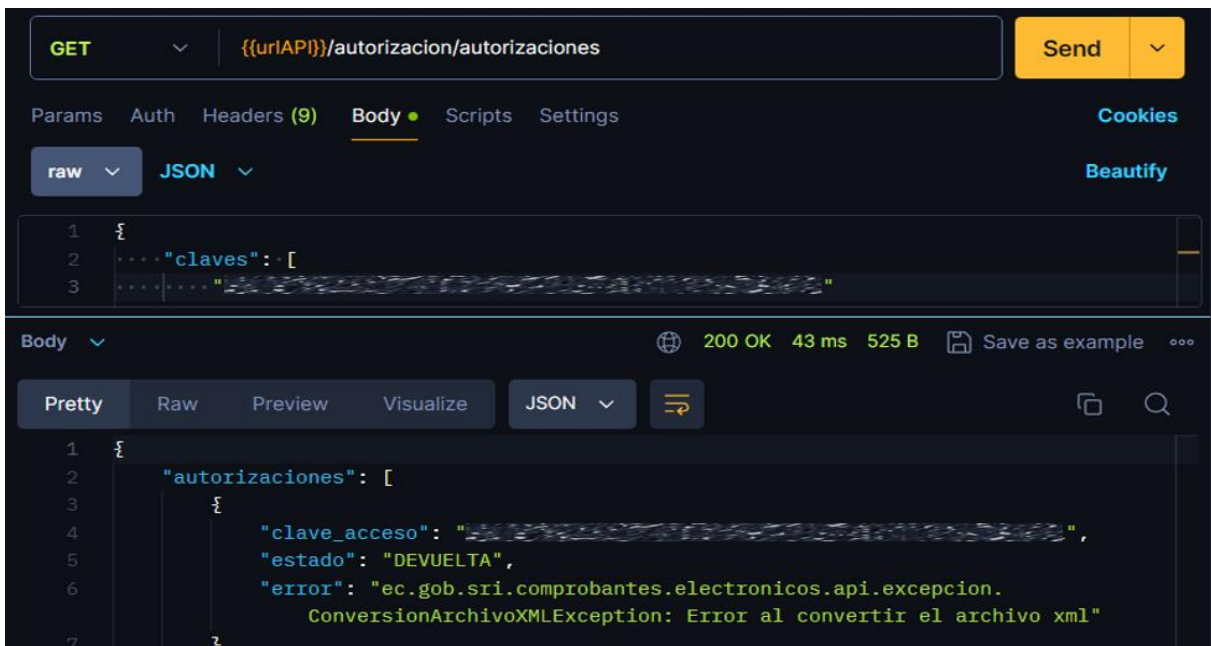 GET {{urlAPI}}/autorizacion/autorizaciones Send
Params Auth Headers (9) Body Scripts Settings Cookies
raw JSON Beautify
1 {
2 "claves": [
3 " "
Body 200 OK 43 ms 525 B Save as example
Pretty Raw Preview Visualize JSON
1 {
2 "autorizaciones": [
3 {
4 "clave_acceso": " ",
5 "estado": "DEVUELTA",
6 "error": "ec.gob.sri.comprobantes.electronicos.api.excepcion.
ConversionArchivoXMLException: Error al convertir el archivo xml"
7 }